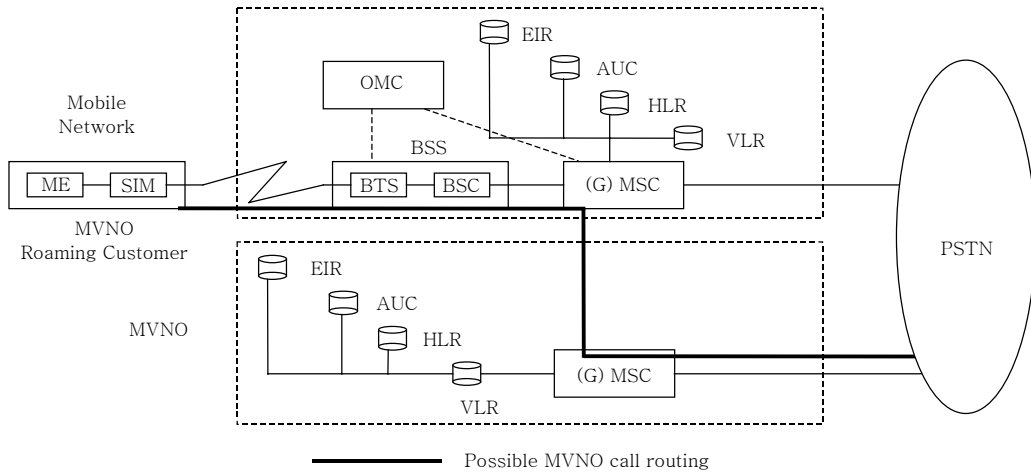 EIR
AUC
OMC
HLR
Mobile
Network
VLR
BSS
ME
SIM
BTS
BSC
(G) MSC
MVNO
Roaming Customer
PSTN
EIR
AUC
MVNO
HLR
(G) MSC
VLR
Possible MVNO call routing